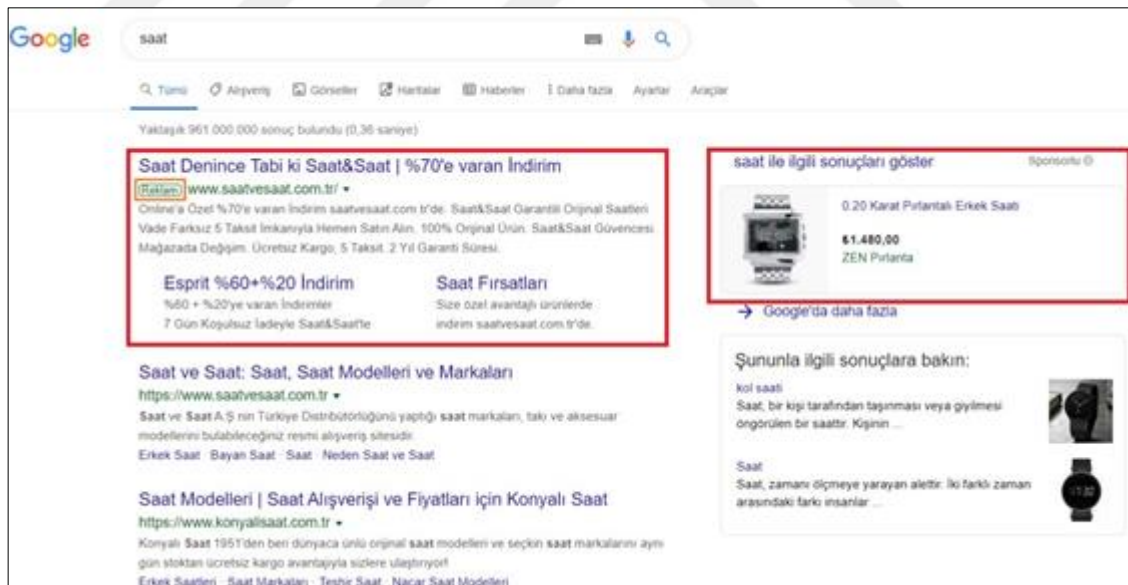 Google
saat
Tümü Alışveriş Görseller Haritalar Haberler Daha fazla Ayarlar Araçlar
Yaklaşık 961.000.000 sonuç bulundu (0,36 saniye)
Saat Denince Tabi ki Saat&Saat | %70'e varan İndirim
Reklam www.saatvesaat.com.tr/
Online'a Özel %70'e varan İndirim saatvesaat.com.tr'de. Saat&Saat Garantili Orijinal Saatleri
Vade Farksız 5 Taksit İmkanıyla Hemen Satın Alın. 100% Orjinal Ürün. Saat&Saat Güvencesi
Mağazada Değişim. Ücretsiz Kargo, 5 Taksit. 2 Yıl Garanti Süresi.
Esprit %60+%20 İndirim
%60 + %20'ye varan İndirimler
7 Gün Koşulsuz İadeyle Saat&Saat'te
Saat Fırsatları
Size özel avantajlı ürünlerde
indirim saatvesaat.com.tr'de.
Saat ve Saat: Saat, Saat Modelleri ve Markaları
https://www.saatvesaat.com.tr
Saat ve Saat A.Ş nin Türkiye Distribütörlüğünü yaptığı saat markaları, takı ve aksesuar
modellerini bulabileceğiniz resmi alışveriş sitesidir.
Erkek Saat · Bayan Saat · Saat · Neden Saat ve Saat
Saat Modelleri | Saat Alışverişi ve Fiyatları için Konyalı Saat
https://www.konyalisaat.com.tr
Konyalı Saat 1951'den beri dünyaca ünlü orijinal saat modelleri ve seçkin saat markalarını aynı
gün stoktan ücretsiz kargo avantajıyla sizlere ulaştırıyor!
Erkek Saatleri · Saat Markaları · Teşhir Saat · Nacar Saat Modelleri
saat ile ilgili sonuçları göster
Sponsorlu
0.20 Karat Pırlantalı Erkek Saati
₺1.480,00
ZEN Pırlanta
→ Google'da daha fazla
Şununla ilgili sonuçlara bakın:
kol saati
Saat, bir kişi tarafından taşınması veya giyilmesi
öngörülen bir saattir. Kişinin ...
Saat
Saat, zamanı ölçmeye yarayan alettir. İki farklı zaman
arasındaki farkı insanlar ...